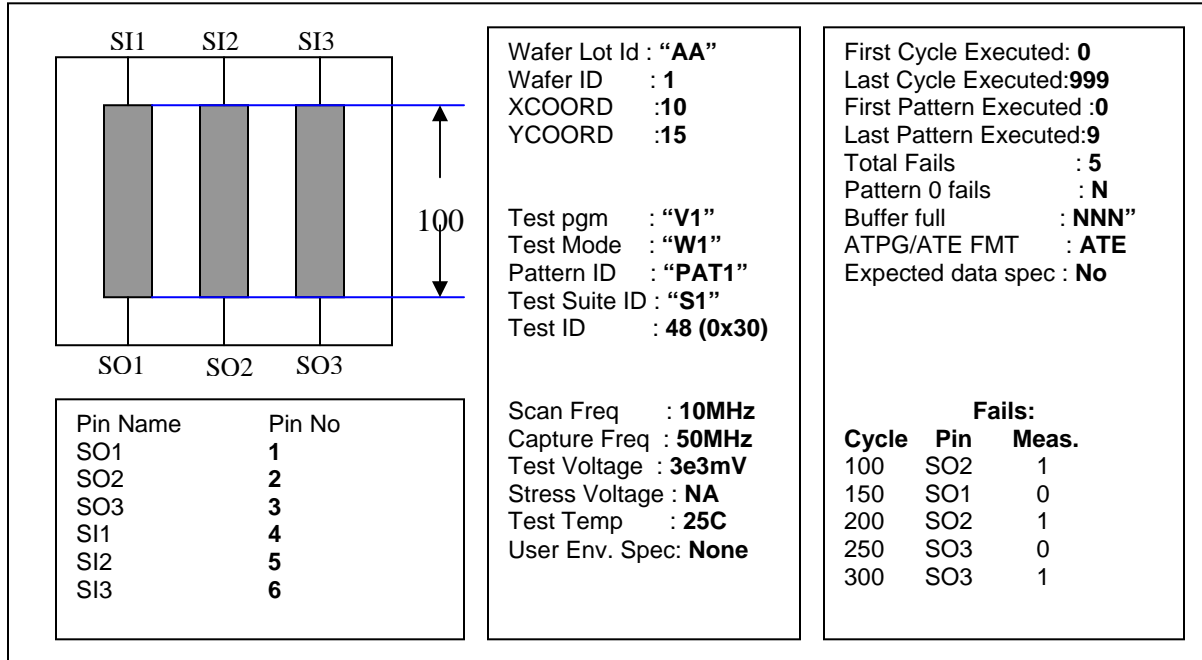 SI1 SI2 SI3
100
SO1 SO2 SO3
Pin Name Pin No
SO1 1
SO2 2
SO3 3
SI1 4
SI2 5
SI3 6
Wafer Lot Id : “AA”
Wafer ID : 1
XCOORD :10
YCOORD :15
Test pgm : “V1”
Test Mode : “W1”
Pattern ID : “PAT1”
Test Suite ID : “S1”
Test ID : 48 (0x30)
Scan Freq : 10MHz
Capture Freq : 50MHz
Test Voltage : 3e3mV
Stress Voltage : NA
Test Temp : 25C
User Env. Spec: None
First Cycle Executed: 0
Last Cycle Executed:999
First Pattern Executed :0
Last Pattern Executed:9
Total Fails : 5
Pattern 0 fails : N
Buffer full : NNN”
ATPG/ATE FMT : ATE
Expected data spec : No
Fails:
Cycle Pin Meas.
100 SO2 1
150 SO1 0
200 SO2 1
250 SO3 0
300 SO3 1